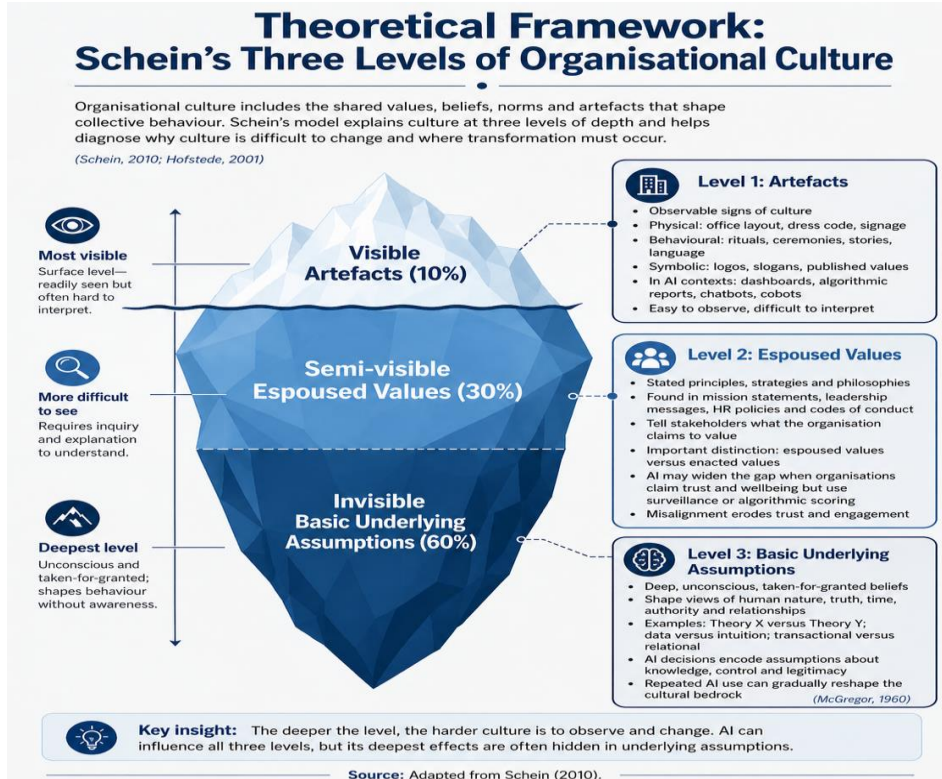 Theoretical Framework:
Schein's Three Levels of Organisational Culture
Organisational culture includes the shared values, beliefs, norms and artefacts that shape
collective behaviour. Schein's model explains culture at three levels of depth and helps
diagnose why culture is difficult to change and where transformation must occur.
(Schein, 2010; Hofstede, 2001)
Most visible
Surface level—
readily seen but
often hard to
interpret.
More difficult
to see
Requires inquiry
and explanation
to understand.
Deepest level
Unconscious and
taken-for-granted;
shapes behaviour
without awareness.
Visible
Artefacts (10%)
Semi-visible
Espoused Values (30%)
Invisible
Basic Underlying
Assumptions (60%)
Level 1: Artefacts
• Observable signs of culture
• Physical: office layout, dress code, signage
• Behavioural: rituals, ceremonies, stories,
language
• Symbolic: logos, slogans, published values
• In AI contexts: dashboards, algorithmic
reports, chatbots, cobots
• Easy to observe, difficult to interpret
Level 2: Espoused Values
• Stated principles, strategies and philosophies
• Found in mission statements, leadership
messages, HR policies and codes of conduct
• Tell stakeholders what the organisation
claims to value
• Important distinction: espoused values
versus enacted values
• AI may widen the gap when organisations
claim trust and wellbeing but use
surveillance or algorithmic scoring
• Misalignment erodes trust and engagement
Level 3: Basic Underlying
Assumptions
• Deep, unconscious, taken-for-granted beliefs
• Shape views of human nature, truth, time,
authority and relationships
• Examples: Theory X versus Theory Y;
data versus intuition; transactional versus
relational
• AI decisions encode assumptions about
knowledge, control and legitimacy
• Repeated AI use can gradually reshape the
cultural bedrock
(McGregor, 1960)
Key insight: The deeper the level, the harder culture is to observe and change. AI can
influence all three levels, but its deepest effects are often hidden in underlying assumptions.
Source: Adapted from Schein (2010).